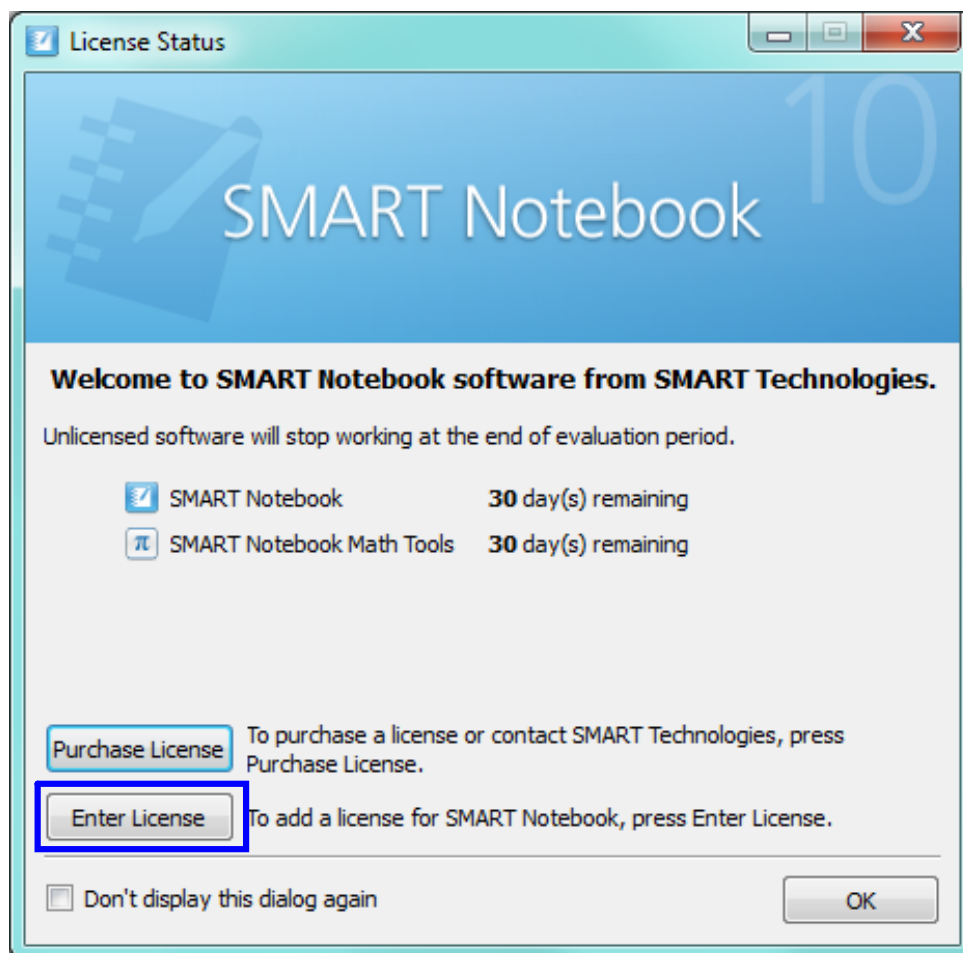 License Status
10
SMART Notebook
Welcome to SMART Notebook software from SMART Technologies.
Unlicensed software will stop working at the end of evaluation period.
SMART Notebook 30 day(s) remaining
π SMART Notebook Math Tools 30 day(s) remaining
Purchase License
To purchase a license or contact SMART Technologies, press
Purchase License.
Enter License
To add a license for SMART Notebook, press Enter License.
Don't display this dialog again
OK